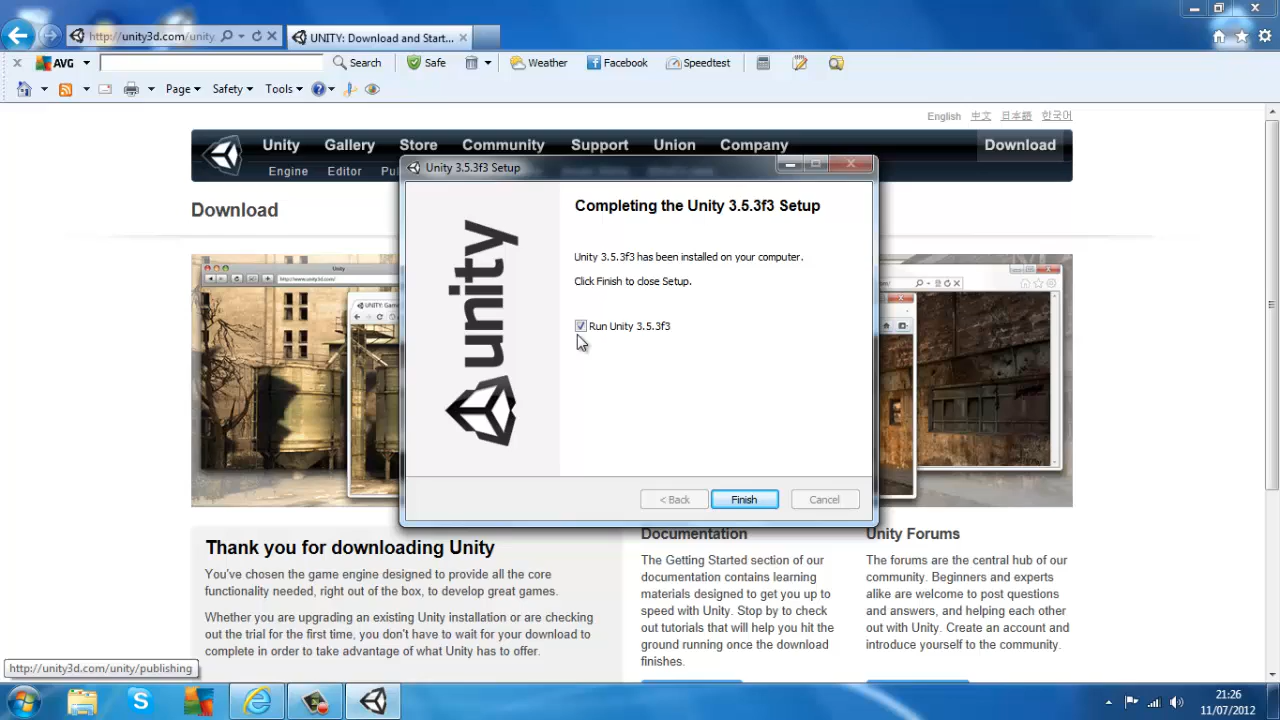 http://unity3d.com/unity.
UNITY: Download and Start...
AVG
Search
Safe
Weather
Facebook
Speedtest
Page
Safety
Tools
English 中文 日本語 한국어
Unity Gallery Store Community Support Union Company Download
Engine Editor
Download
Unity 3.5.3f3 Setup
Completing the Unity 3.5.3f3 Setup
Unity 3.5.3f3 has been installed on your computer.
Click Finish to close Setup.
Run Unity 3.5.3f3
unity
< Back Finish Cancel
Thank you for downloading Unity
You've chosen the game engine designed to provide all the core
functionality needed, right out of the box, to develop great games.
Whether you are upgrading an existing Unity installation or are checking
out the trial for the first time, you don't have to wait for your download to
complete in order to take advantage of what Unity has to offer.
Documentation
The Getting Started section of our
documentation contains learning
materials designed to get you up to
speed with Unity. Stop by to check
out tutorials that will help you hit the
ground running once the download
finishes.
Unity Forums
The forums are the central hub of our
community. Beginners and experts
alike are welcome to post questions
and answers, and helping each other
out with Unity. Create an account and
introduce yourself to the community.
http://unity3d.com/unity/publishing
21:26
11/07/2012